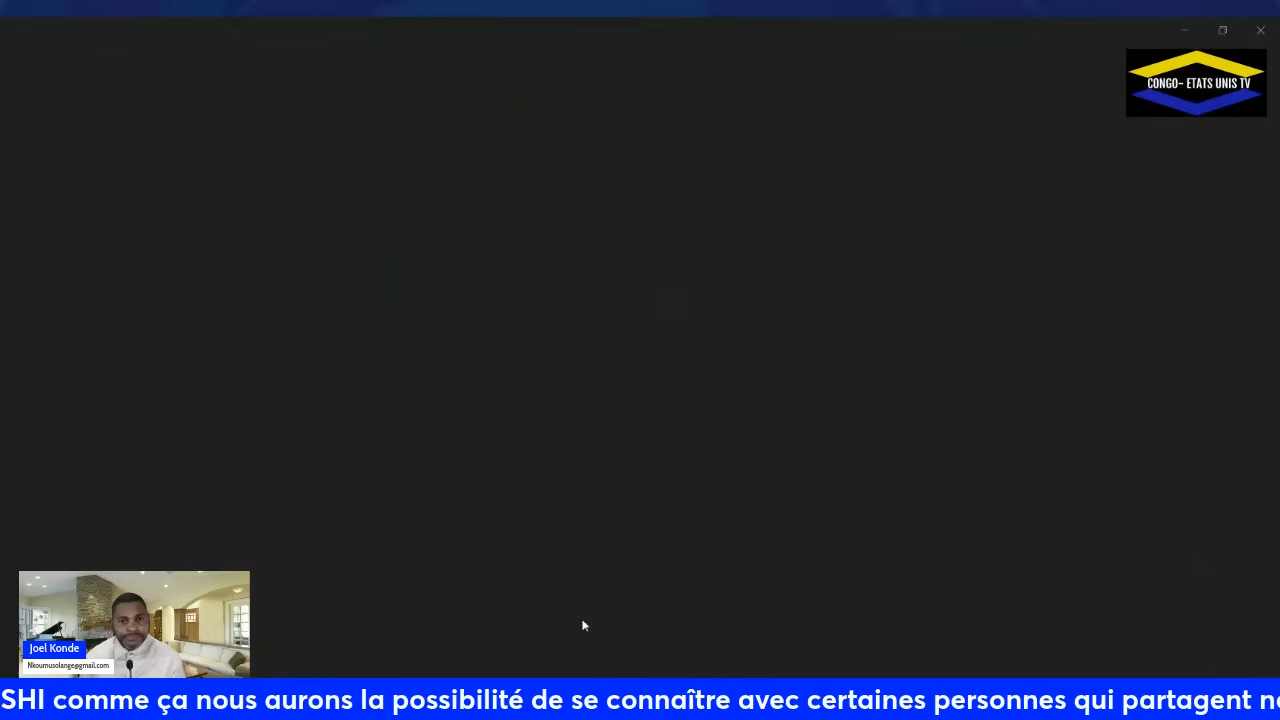 CONGO- ETATS UNIS TV
Joel Konde
Nkoumusolange@gmail.com
SHI comme ça nous aurons la possibilité de se connaître avec certaines personnes qui partagent